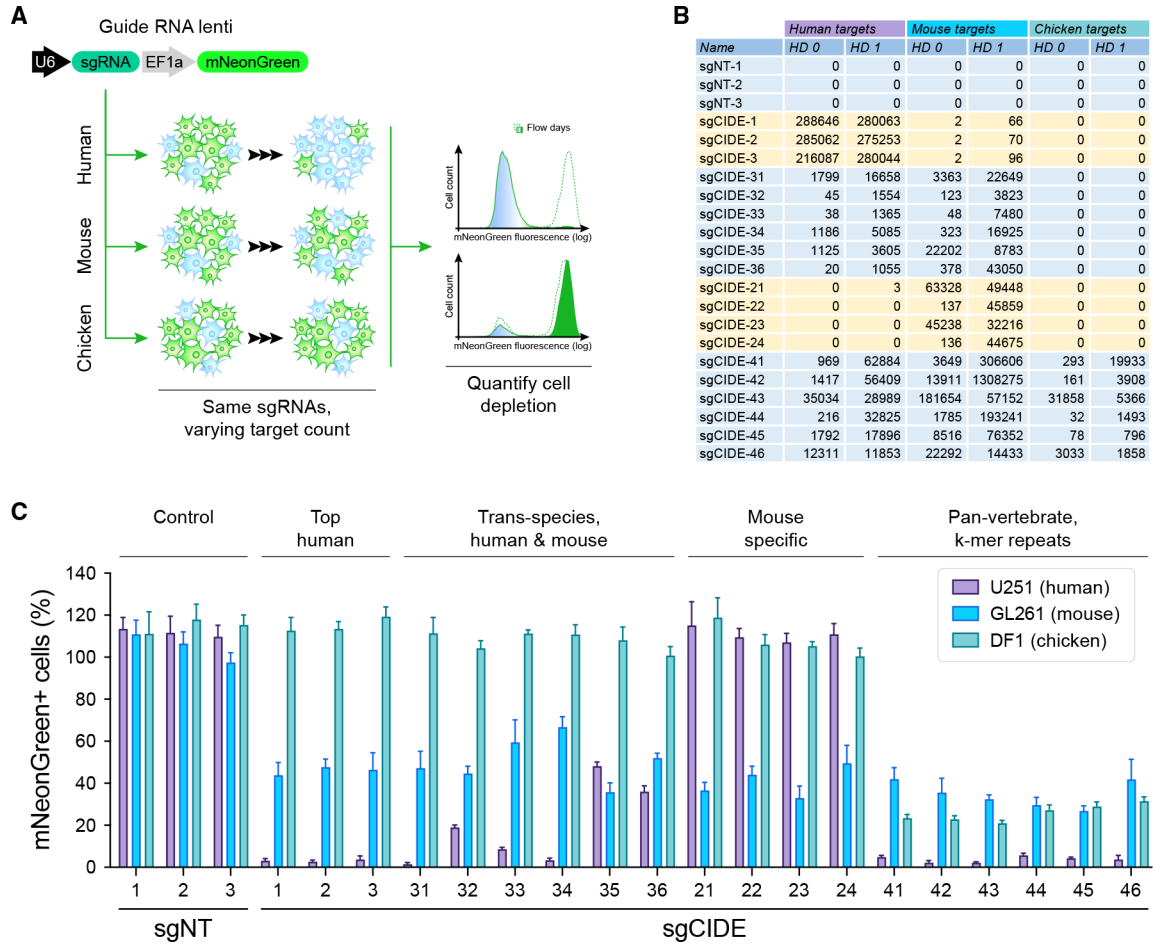 A
Guide RNA lenti
U6 sgRNA EF1a mNeonGreen
Human
Mouse
Chicken
Same sgRNAs,
varying target count
Flow days
Cell count
mNeonGreen fluorescence (log)
Cell count
mNeonGreen fluorescence (log)
Quantify cell
depletion
B
Human targets Mouse targets Chicken targets
Name HD 0 HD 1 HD 0 HD 1 HD 0 HD 1
sgNT-1 0 0 0 0 0 0
sgNT-2 0 0 0 0 0 0
sgNT-3 0 0 0 0 0 0
sgCIDE-1 288646 280063 2 66 0 0
sgCIDE-2 285062 275253 2 70 0 0
sgCIDE-3 216087 280044 2 96 0 0
sgCIDE-31 1799 16658 3363 22649 0 0
sgCIDE-32 45 1554 123 3823 0 0
sgCIDE-33 38 1365 48 7480 0 0
sgCIDE-34 1186 5085 323 16925 0 0
sgCIDE-35 1125 3605 22202 8783 0 0
sgCIDE-36 20 1055 378 43050 0 0
sgCIDE-21 0 3 63328 49448 0 0
sgCIDE-22 0 0 137 45859 0 0
sgCIDE-23 0 0 45238 32216 0 0
sgCIDE-24 0 0 136 44675 0 0
sgCIDE-41 969 62884 3649 306606 293 19933
sgCIDE-42 1417 56409 13911 1308275 161 3908
sgCIDE-43 35034 28989 181654 57152 31858 5366
sgCIDE-44 216 32825 1785 193241 32 1493
sgCIDE-45 1792 17896 8516 76352 78 796
sgCIDE-46 12311 11853 22292 14433 3033 1858
C
Control
Top
human
Trans-species,
human & mouse
Mouse
specific
Pan-vertebrate,
k-mer repeats
mNeonGreen+ cells (%)
140
120
100
80
60
40
20
0
U251 (human)
GL261 (mouse)
DF1 (chicken)
1 2 3 1 2 3 31 32 33 34 35 36 21 22 23 24 41 42 43 44 45 46
sgNT sgCIDE